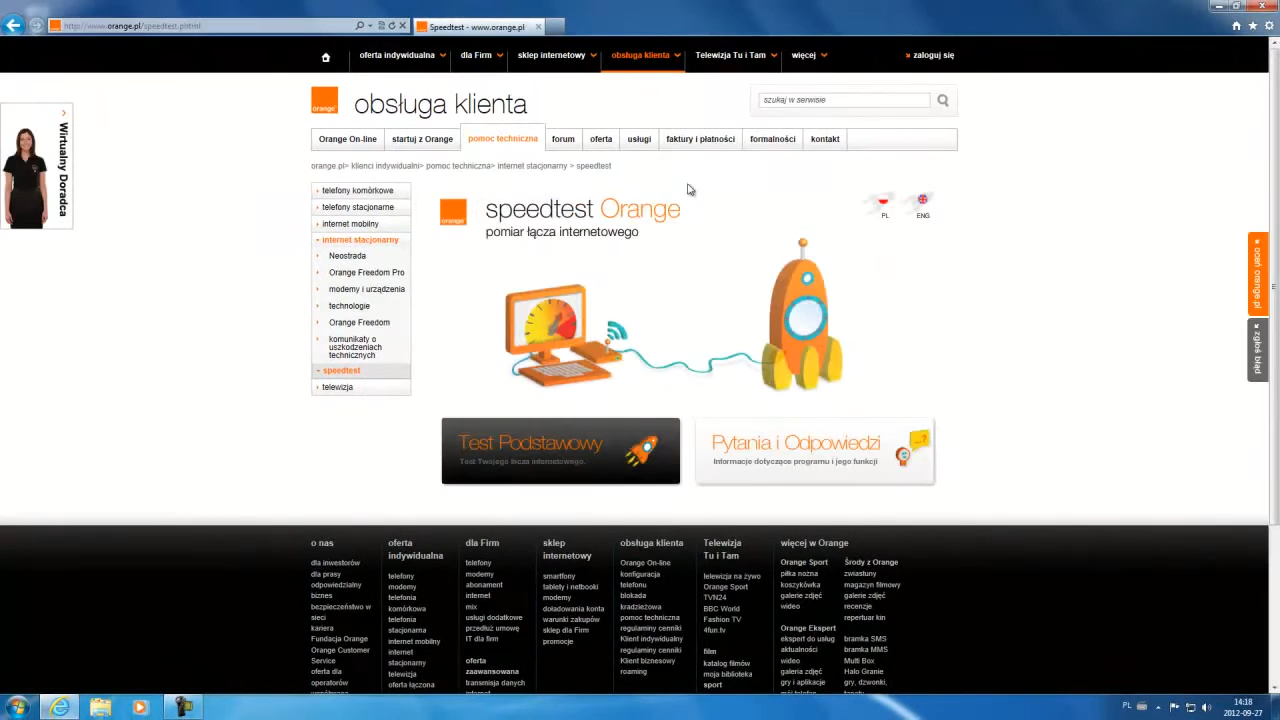 http://www.orange.pl/speedtest.phtml
Speedtest - www.orange.pl
oferta indywidualna
dla Firm
sklep internetowy
obsługa klienta
Telewizja Tu i Tam
więcej
zaloguj się
orange
obsługa klienta
szukaj w serwisie
Orange On-line
startuj z Orange
pomoc techniczna
forum
oferta
usługi
faktury i płatności
formalności
kontakt
orange.pl> klienci indywidualni> pomoc techniczna> internet stacjonarny > speedtest
Wirtualny Doradca
telefony komórkowe
telefony stacjonarne
internet mobilny
internet stacjonarny
Neostrada
Orange Freedom Pro
modemy i urządzenia
technologie
Orange Freedom
komunikaty o
uszkodzeniach
technicznych
speedtest
telewizja
orange
speedtest Orange
pomiar łącza internetowego
PL
ENG
oceń orange.pl
zgłoś błąd
Test Podstawowy
Test Twojego łącza internetowego.
Pytania i Odpowiedzi
Informacje dotyczące programu i jego funkcji
o nas
dla inwestorów
dla prasy
odpowiedzialny
biznes
bezpieczeństwo w
sieci
kariera
Fundacja Orange
Orange Customer
Service
oferta dla
operatorów
oferta
indywidualna
telefony
modemy
telefonia
komórkowa
telefonia
stacjonarna
internet mobilny
internet
stacjonarny
telewizja
oferta łączona
dla Firm
telefony
modemy
abonament
internet
mix
usługi dodatkowe
przedłuż umowę
IT dla firm
oferta
zaawansowana
transmisja danych
internet
sklep
internetowy
smartfony
tablety i netbooki
modemy
doładowania konta
warunki zakupów
sklep dla Firm
promocje
obsługa klienta
Orange On-line
konfiguracja
telefonu
blokada
kradzieżowa
pomoc techniczna
regulaminy cenniki
Klient indywidualny
regulaminy cenniki
Klient biznesowy
roaming
Telewizja
Tu i Tam
telewizja na żywo
Orange Sport
TVN24
BBC World
Fashion TV
4fun.tv
film
katalog filmów
moja biblioteka
sport
więcej w Orange
Orange Sport
piłka nożna
koszykówka
galerie zdjęć
wideo
Orange Ekspert
ekspert do usług
aktualności
wideo
galeria zdjęć
gry i aplikacje
Środy z Orange
zwiastuny
magazyn filmowy
galerie zdjęć
recenzje
repertuar kin
bramka SMS
bramka MMS
Multi Box
Halo Granie
gry, dzwonki,
PL
14:18
2012-09-27